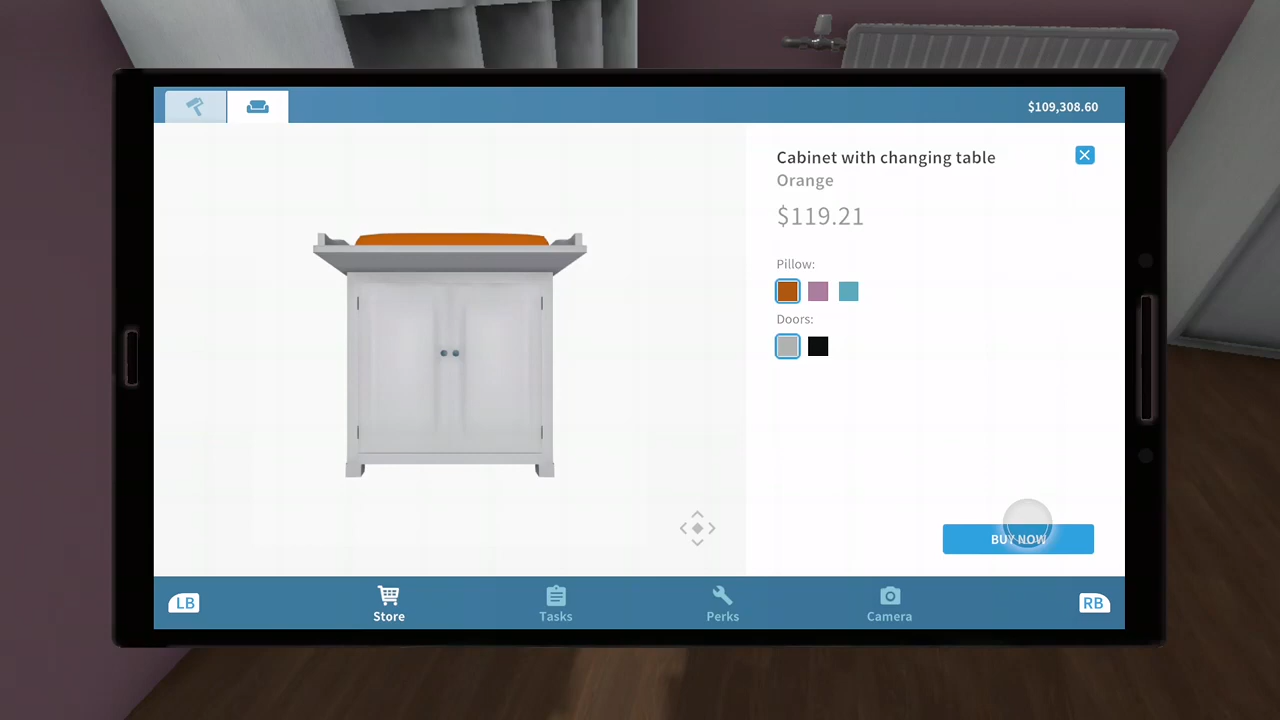 $109,308.60
Cabinet with changing table
Orange
$119.21
Pillow:
Doors:
BUY NOW
LB
Store
Tasks
Perks
Camera
RB